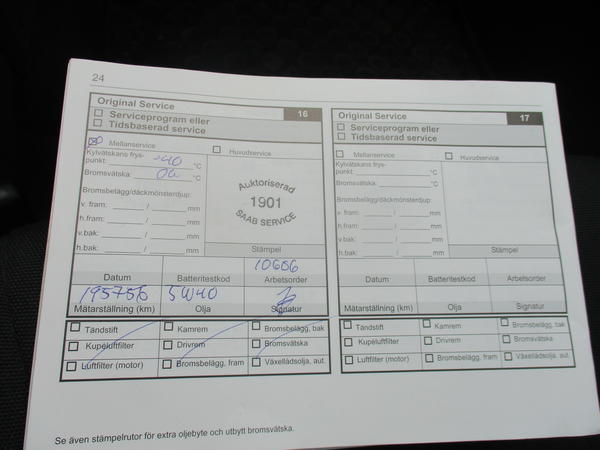 24
Original Service 16
Serviceprogram eller
Tidsbaserad service
Mellanservice Huvudservice
Kylvätskans frys-
punkt: -40 °C
Bromsvätska: °C
Bromsbelägg/däckmönsterdjup:
v. fram: / mm
h.fram: / mm
v.bak: / mm
h.bak: / mm
Auktoriserad
1901
SAAB SERVICE
Stämpel
10606
Datum Batteritestkod Arbetsorder
195756 5W40
Mätarställning (km) Olja Signatur
Tändstift Kamrem Bromsbelägg, bak
Kupéluftfilter Drivrem Bromsvätska
Luftfilter (motor) Bromsbelägg, fram Växellådsolja, aut.
Original Service 17
Serviceprogram eller
Tidsbaserad service
Mellanservice Huvudservice
Kylvätskans frys-
punkt: °C
Bromsvätska: °C
Bromsbelägg/däckmönsterdjup:
v. fram: / mm
h.fram: / mm
v.bak: / mm
h.bak: / mm
Stämpel
Datum Batteritestkod Arbetsorder
Mätarställning (km) Olja Signatur
Tändstift Kamrem Bromsbelägg, bak
Kupéluftfilter Drivrem Bromsvätska
Luftfilter (motor) Bromsbelägg, fram Växellådsolja, aut.
Se även stämpelrutor för extra oljebyte och utbytt bromsvätska.